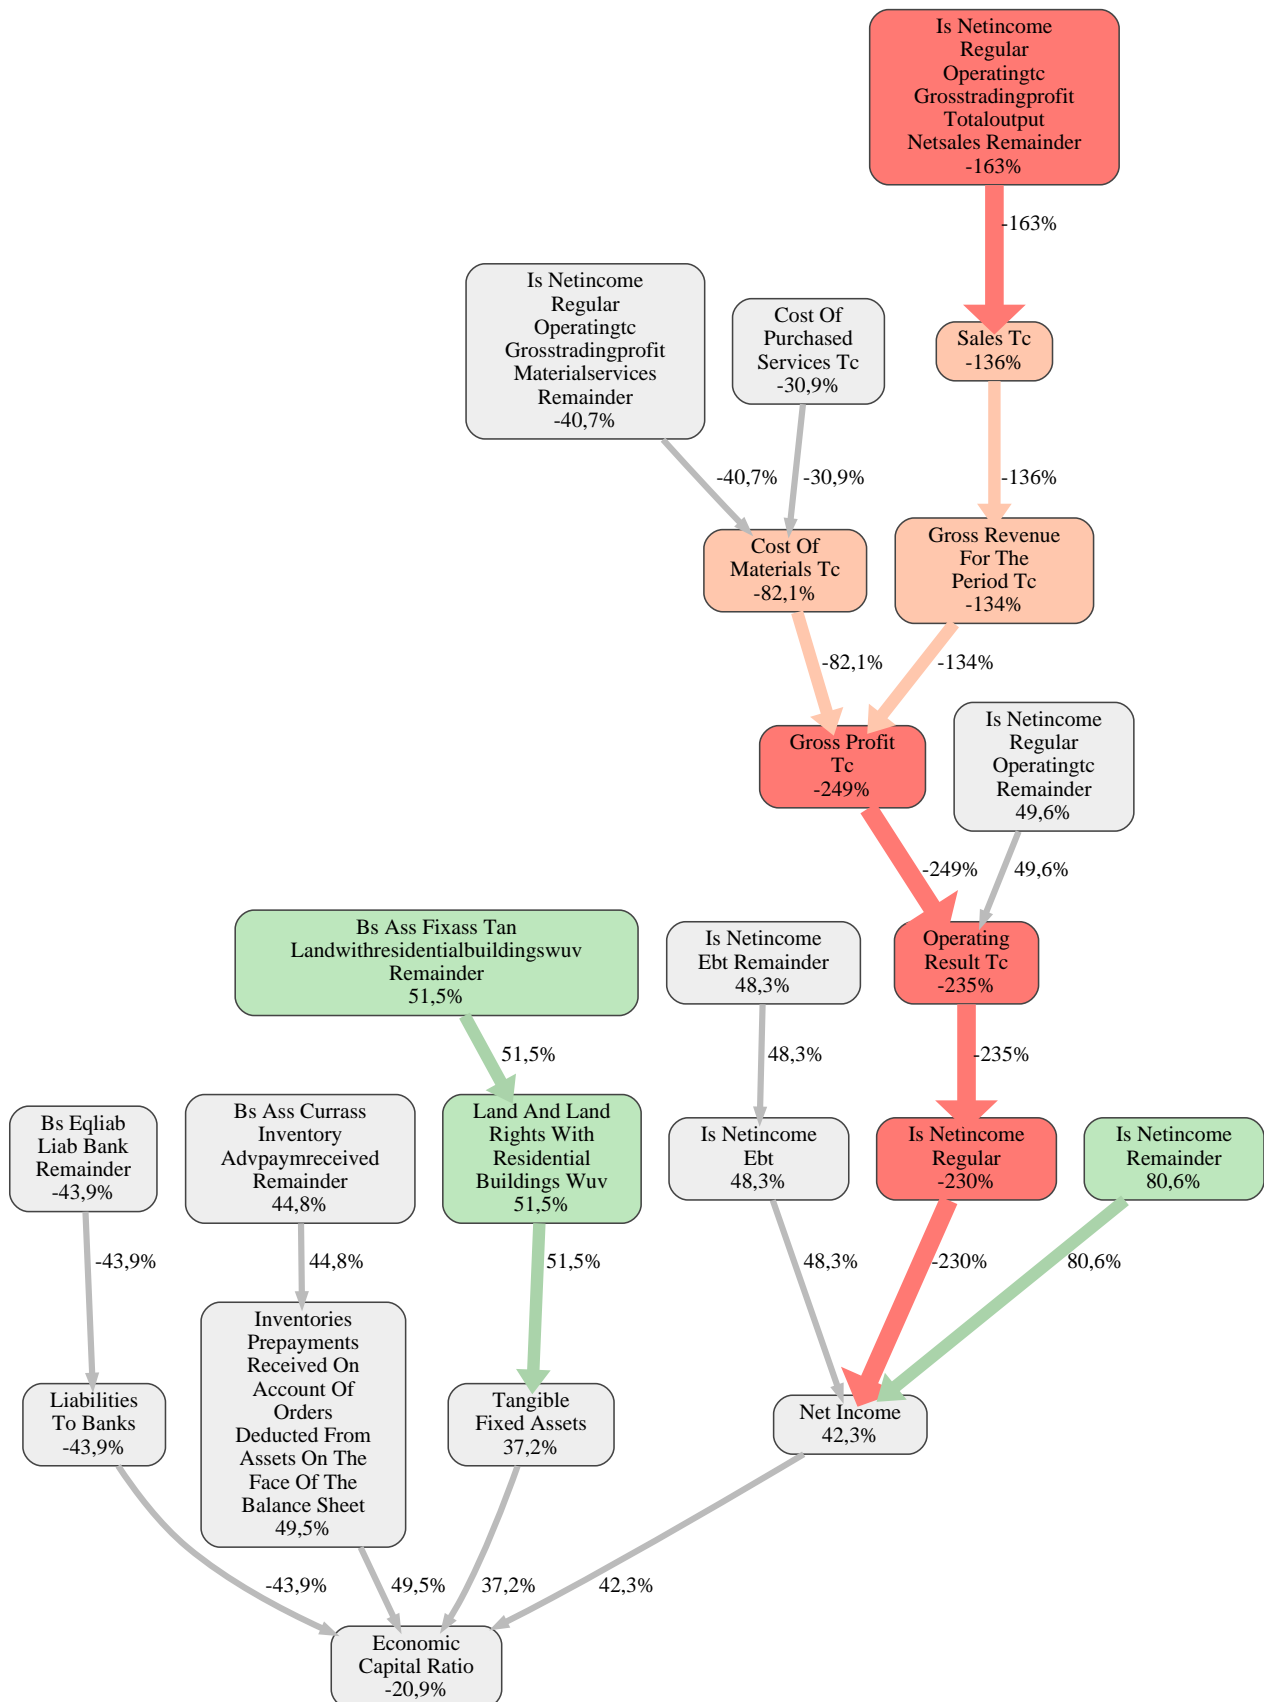 Is Netincome
Regular
Operatingtc
Grosstradingprofit
Totaloutput
Netsales Remainder
-163%
-163%
Is Netincome
Regular
Operatingtc
Grosstradingprofit
Materialservices
Remainder
-40,7%
Cost Of
Purchased
Services Tc
-30,9%
Sales Tc
-136%
-40,7%
-30,9%
-136%
Cost Of
Materials Tc
-82,1%
Gross Revenue
For The
Period Tc
-134%
-82,1%
-134%
Gross Profit
Tc
-249%
Is Netincome
Regular
Operatingtc
Remainder
49,6%
-249%
49,6%
Bs Ass Fixass Tan
Landwithresidentialbuildingswuv
Remainder
51,5%
Is Netincome
Ebt Remainder
48,3%
Operating
Result Tc
-235%
51,5%
48,3%
-235%
Bs Eqliab
Liab Bank
Remainder
-43,9%
Bs Ass Currass
Inventory
Advpaymreceived
Remainder
44,8%
Land And Land
Rights With
Residential
Buildings Wuv
51,5%
Is Netincome
Ebt
48,3%
Is Netincome
Regular
-230%
Is Netincome
Remainder
80,6%
-43,9%
44,8%
51,5%
48,3%
-230%
80,6%
Liabilities
To Banks
-43,9%
Inventories
Prepayments
Received On
Account Of
Orders
Deducted From
Assets On The
Face Of The
Balance Sheet
49,5%
Tangible
Fixed Assets
37,2%
Net Income
42,3%
-43,9%
49,5%
37,2%
42,3%
Economic
Capital Ratio
-20,9%